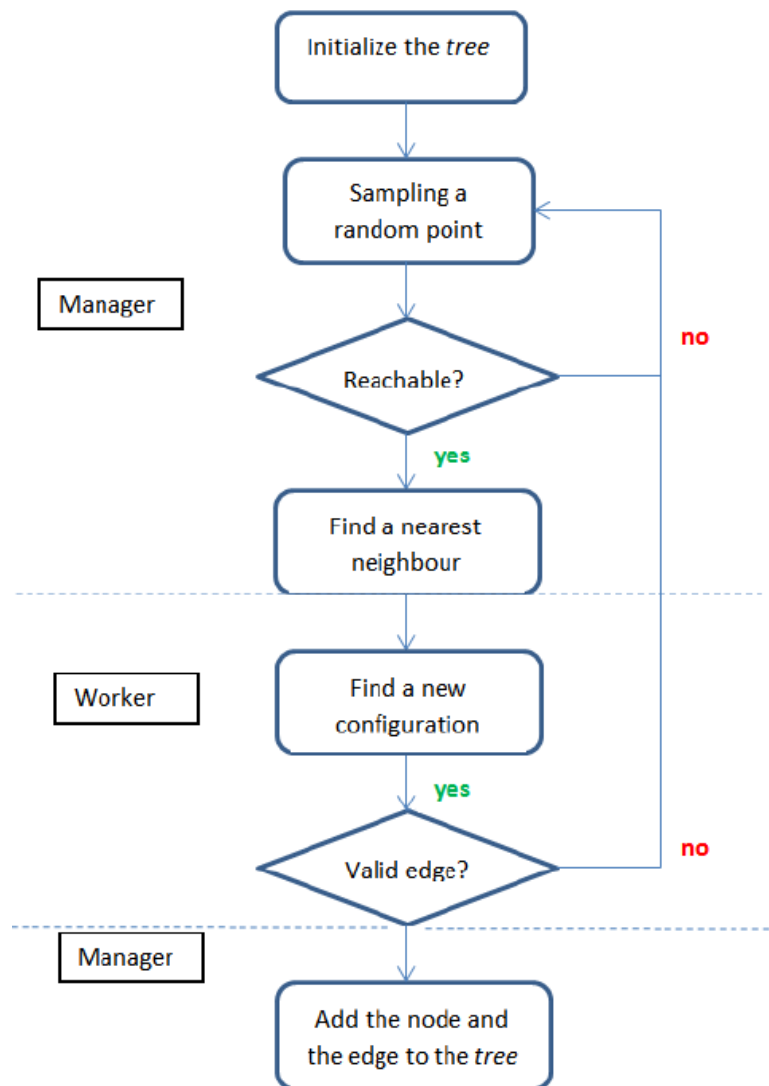 Initialize the tree
Sampling a
random point
Manager
no
Reachable?
yes
Find a nearest
neighbour
Worker
Find a new
configuration
yes
no
Valid edge?
Manager
Add the node and
the edge to the tree